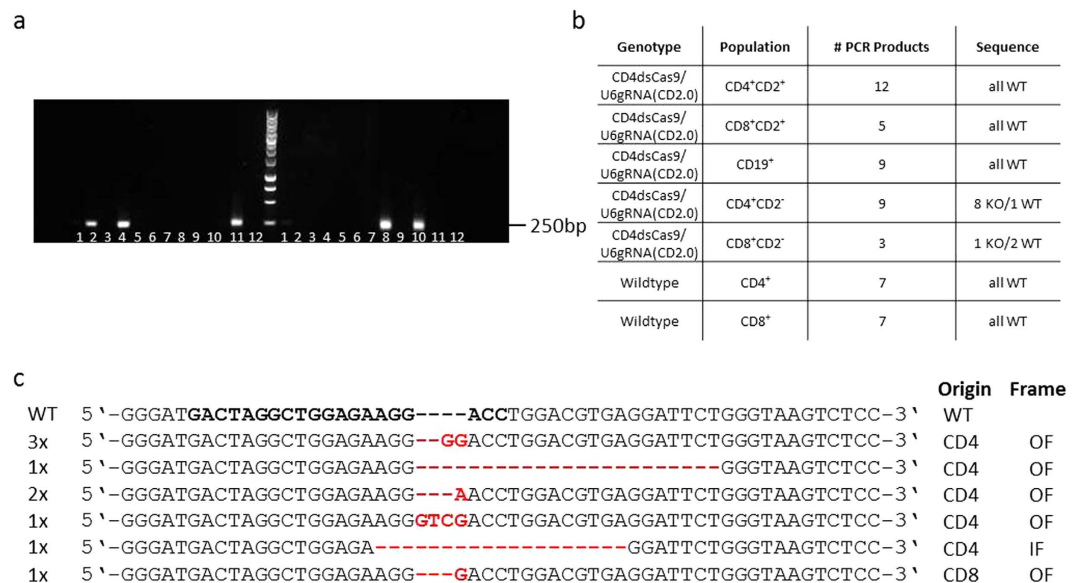 a
1 2 3 4 5 6 7 8 9 10 11 12 1 2 3 4 5 6 7 8 9 10 11 12
250bp
b
Genotype Population # PCR Products Sequence
CD4dsCas9/
U6gRNA(CD2.0) CD4+CD2+ 12 all WT
CD4dsCas9/
U6gRNA(CD2.0) CD8+CD2+ 5 all WT
CD4dsCas9/
U6gRNA(CD2.0) CD19+ 9 all WT
CD4dsCas9/
U6gRNA(CD2.0) CD4+CD2- 9 8 KO/1 WT
CD4dsCas9/
U6gRNA(CD2.0) CD8+CD2- 3 1 KO/2 WT
Wildtype CD4+ 7 all WT
Wildtype CD8+ 7 all WT
c
Origin Frame
WT 5‛-GGGATGACTAGGCTGGAGAAGG----ACCTGGACGTGAGGATTCTGGGTAAGTCTCC-3‛ WT
3x 5‛-GGGATGACTAGGCTGGAGAAGG--GGACCTGGACGTGAGGATTCTGGGTAAGTCTCC-3‛ CD4 OF
1x 5‛-GGGATGACTAGGCTGGAGAAGG-----------------------GGGTAAGTCTCC-3‛ CD4 OF
2x 5‛-GGGATGACTAGGCTGGAGAAGG---AACCTGGACGTGAGGATTCTGGGTAAGTCTCC-3‛ CD4 OF
1x 5‛-GGGATGACTAGGCTGGAGAAGGGTCGACCTGGACGTGAGGATTCTGGGTAAGTCTCC-3‛ CD4 OF
1x 5‛-GGGATGACTAGGCTGGAGA-------------------GGATTCTGGGTAAGTCTCC-3‛ CD4 IF
1x 5‛-GGGATGACTAGGCTGGAGAAGG---GACCTGGACGTGAGGATTCTGGGTAAGTCTCC-3‛ CD8 OF